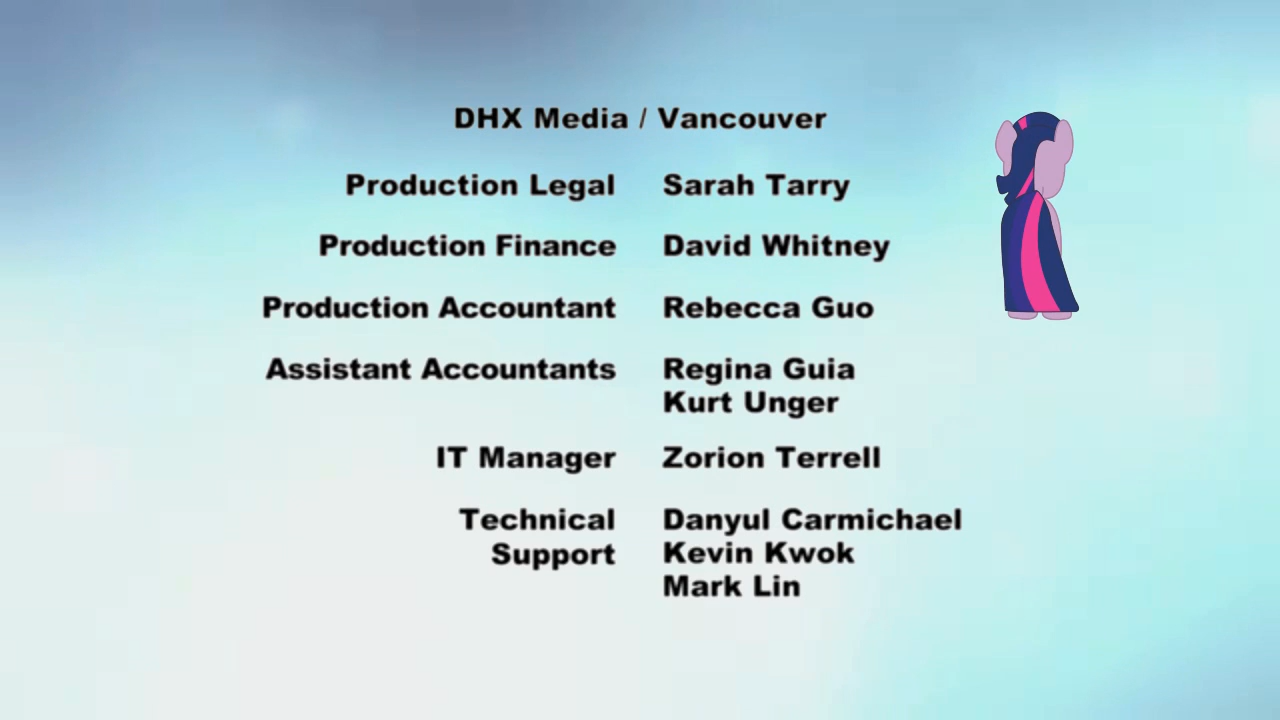 DHX Media / Vancouver
Production Legal Sarah Tarry
Production Finance David Whitney
Production Accountant Rebecca Guo
Assistant Accountants Regina Guia
Kurt Unger
IT Manager Zorion Terrell
Technical Danyul Carmichael
Support Kevin Kwok
Mark Lin